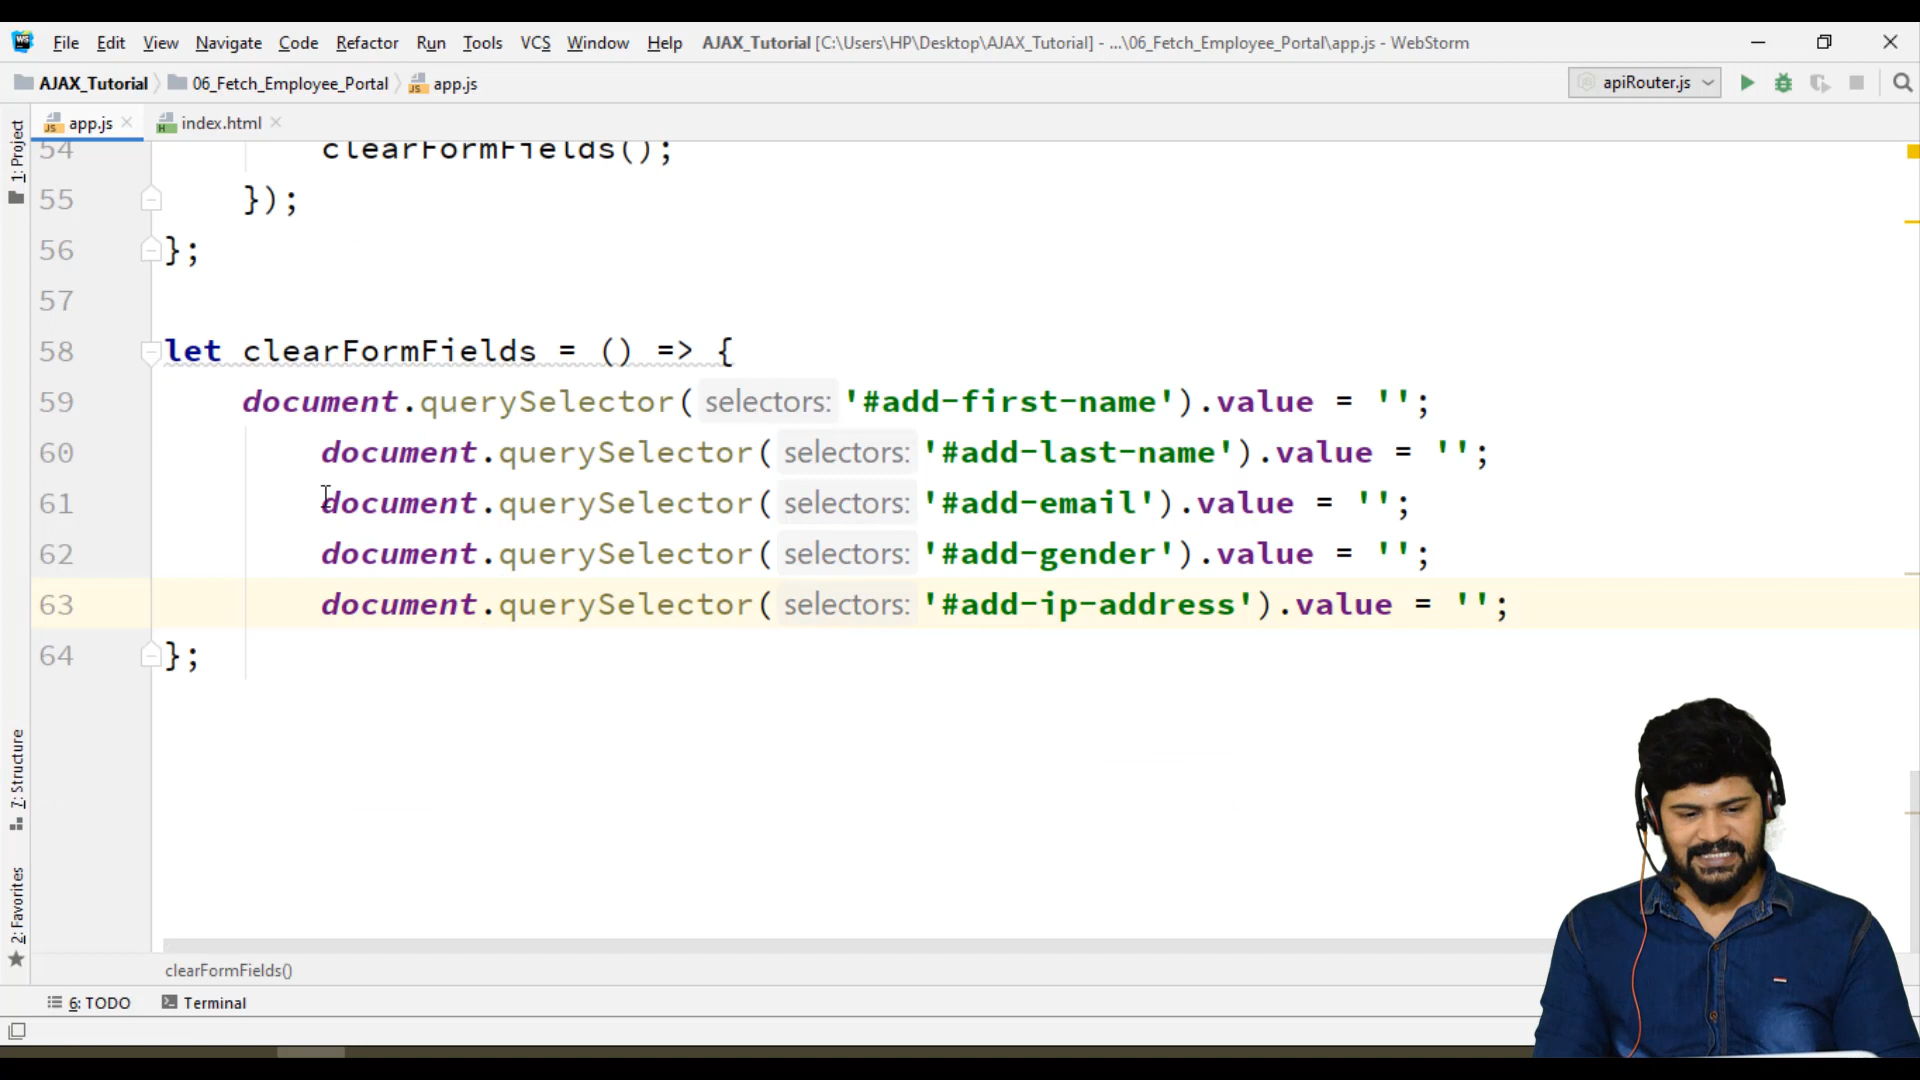 WS File Edit View Navigate Code Refactor Run Tools VCS Window Help AJAX_Tutorial [C:\Users\HP\Desktop\AJAX_Tutorial] - ...\06_Fetch_Employee_Portal\app.js - WebStorm
AJAX_Tutorial 06_Fetch_Employee_Portal JS app.js apiRouter.js
JS app.js H index.html
1: Project
7: Structure
2: Favorites
54 clearFormFields();
55 });
56 };
57
58 let clearFormFields = () => {
59 document.querySelector( selectors: '#add-first-name').value = '';
60 document.querySelector( selectors: '#add-last-name').value = '';
61 document.querySelector( selectors: '#add-email').value = '';
62 document.querySelector( selectors: '#add-gender').value = '';
63 document.querySelector( selectors: '#add-ip-address').value = '';
64 };
clearFormFields()
6: TODO Terminal